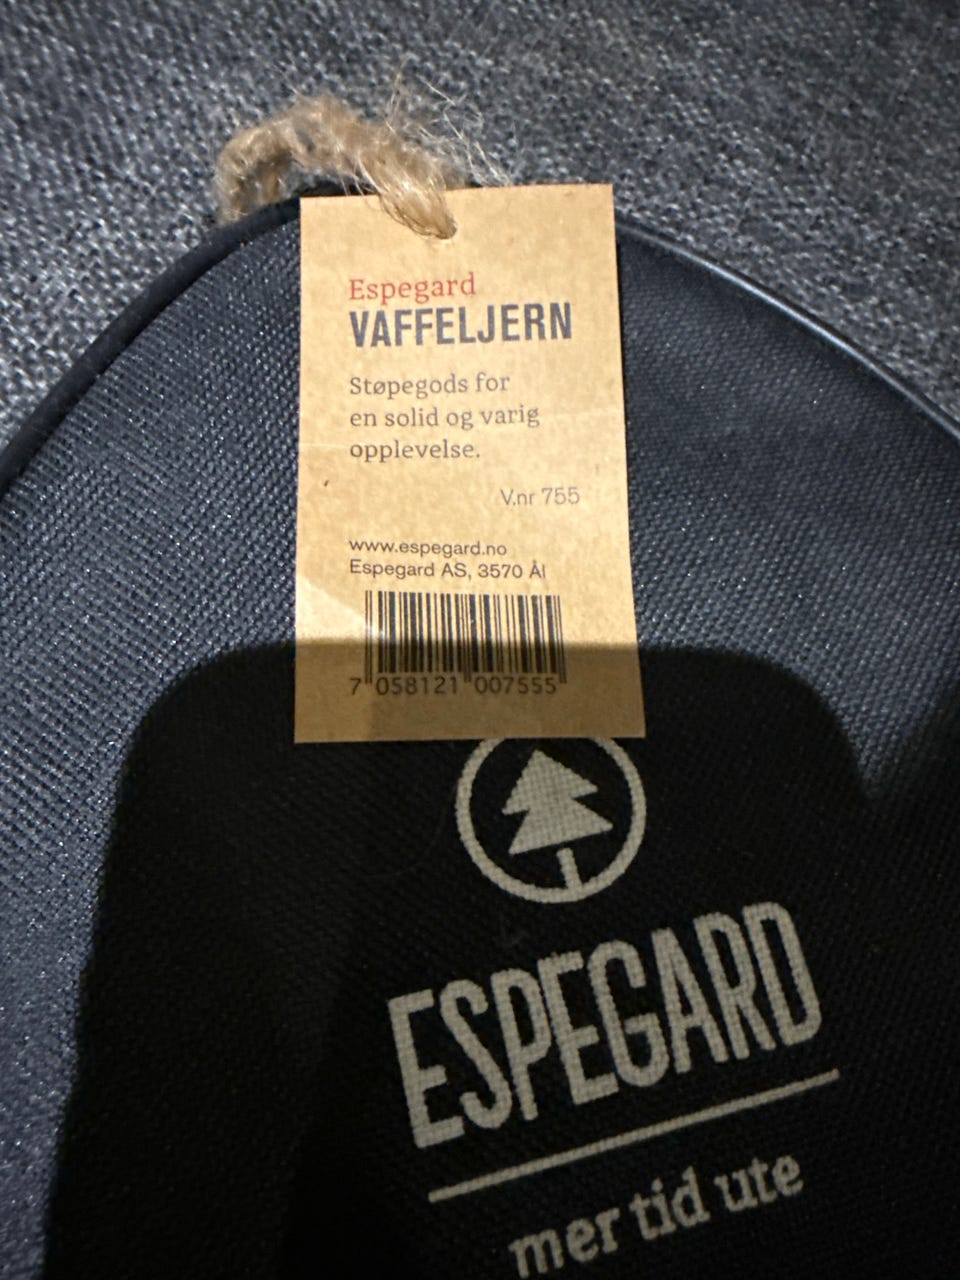 Espegard
VAFFELJERN
Støpegods for
en solid og varig
opplevelse.
V.nr 755
www.espegard.no
Espegard AS, 3570 Ål
7 058121 007555
ESPEGARD
mer tid ute